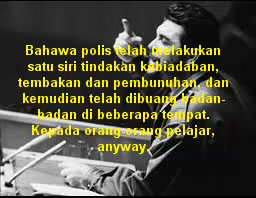 Bahawa polis telah melakukan
satu siri tindakan kebiadaban,
tembakan dan pembunuhan, dan
kemudian telah dibuang badan-
badan di beberapa tempat.
Kepada orang-orang pelajar,
anyway.